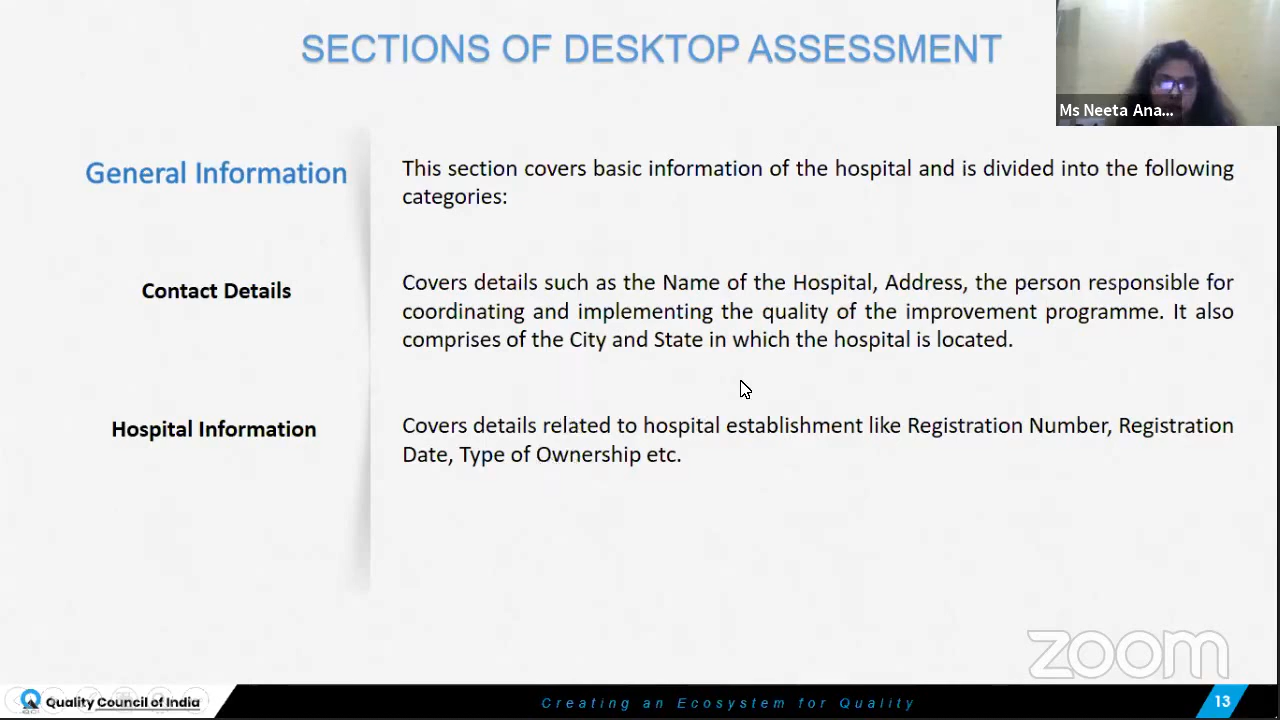 SECTIONS OF DESKTOP ASSESSMENT
Ms Neeta Ana...
General Information
This section covers basic information of the hospital and is divided into the following
categories:
Contact Details
Covers details such as the Name of the Hospital, Address, the person responsible for
coordinating and implementing the quality of the improvement programme. It also
comprises of the City and State in which the hospital is located.
Hospital Information
Covers details related to hospital establishment like Registration Number, Registration
Date, Type of Ownership etc.
zoom
Quality Council of India
Creating an Ecosystem for Quality
13